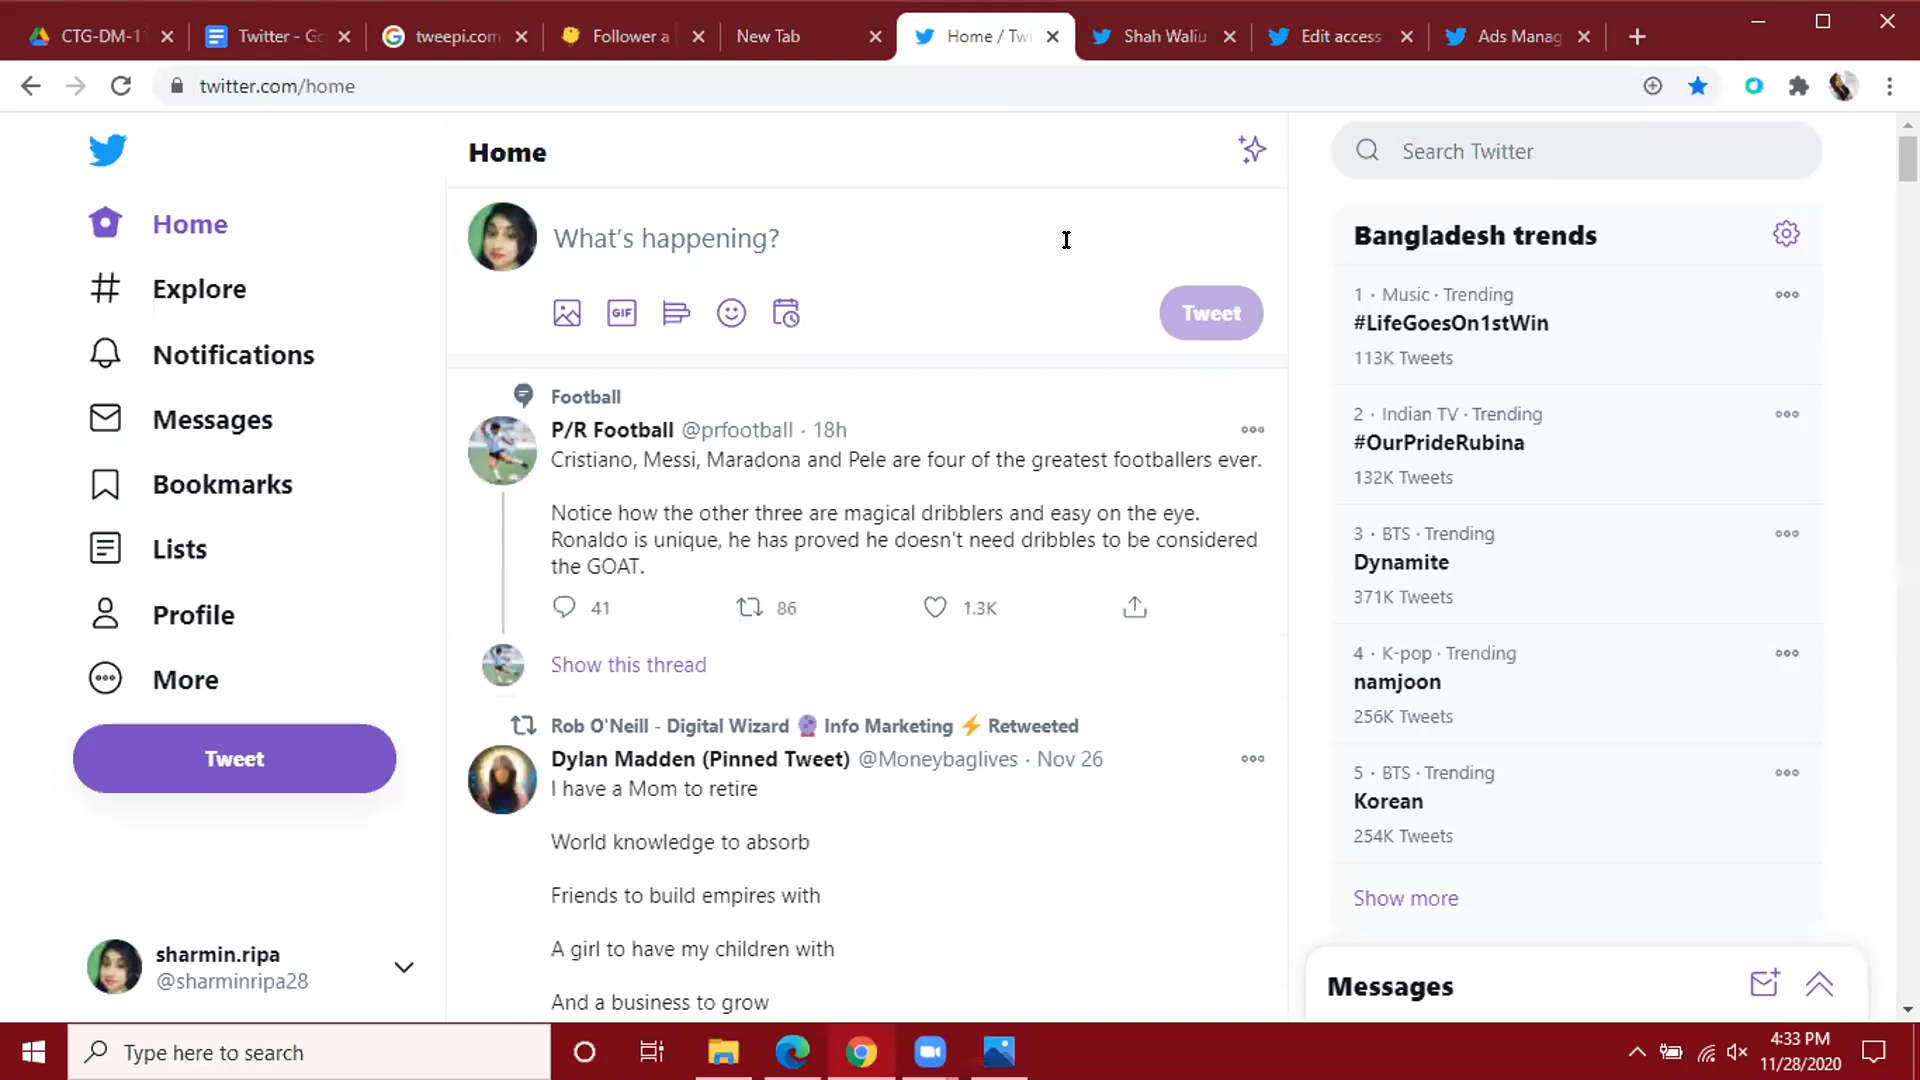 CTG-DM-1
Twitter - Go
tweepi.com
Follower a
New Tab
Home / Twi
Shah Waliu
Edit access
Ads Manag
twitter.com/home
Home
Explore
Notifications
Messages
Bookmarks
Lists
Profile
More
Tweet
sharmin.ripa
@sharminripa28
Home
What's happening?
GIF
Tweet
Football
P/R Football @prfootball · 18h
Cristiano, Messi, Maradona and Pele are four of the greatest footballers ever.
Notice how the other three are magical dribblers and easy on the eye.
Ronaldo is unique, he has proved he doesn't need dribbles to be considered
the GOAT.
41 86 1.3K
Show this thread
Rob O'Neill - Digital Wizard 🔮 Info Marketing ⚡ Retweeted
Dylan Madden (Pinned Tweet) @Moneybaglives · Nov 26
I have a Mom to retire
World knowledge to absorb
Friends to build empires with
A girl to have my children with
And a business to grow
Search Twitter
Bangladesh trends
1 · Music · Trending
#LifeGoesOn1stWin
113K Tweets
2 · Indian TV · Trending
#OurPrideRubina
132K Tweets
3 · BTS · Trending
Dynamite
371K Tweets
4 · K-pop · Trending
namjoon
256K Tweets
5 · BTS · Trending
Korean
254K Tweets
Show more
Messages
Type here to search
4:33 PM
11/28/2020